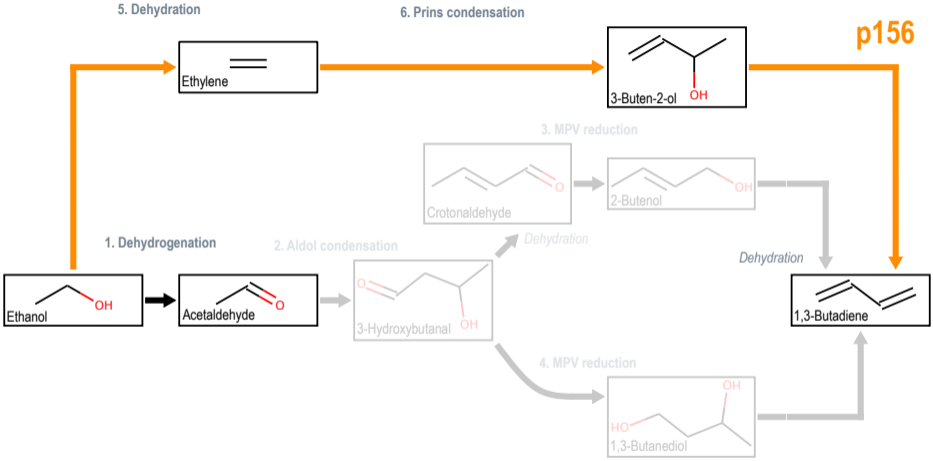 5. Dehydration
6. Prins condensation
p156
Ethylene
3-Buten-2-ol
OH
3. MPV reduction
Crotonaldehyde
O
2-Butenol
OH
1. Dehydrogenation
2. Aldol condensation
Dehydration
Dehydration
Ethanol
OH
Acetaldehyde
O
O
3-Hydroxybutanal
OH
1,3-Butadiene
4. MPV reduction
OH
HO
1,3-Butanediol